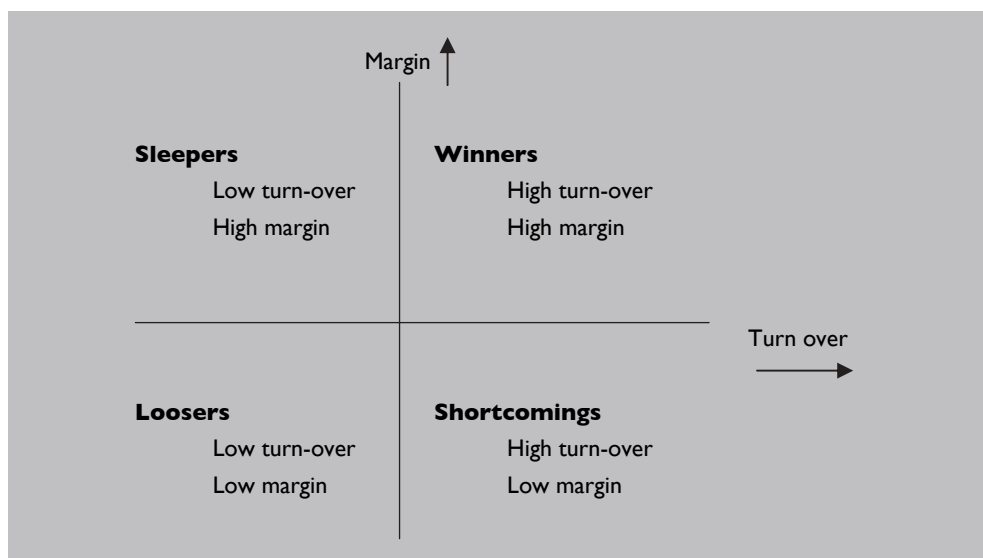 Margin
Sleepers
Low turn-over
High margin
Winners
High turn-over
High margin
Turn over
Loosers
Low turn-over
Low margin
Shortcomings
High turn-over
Low margin